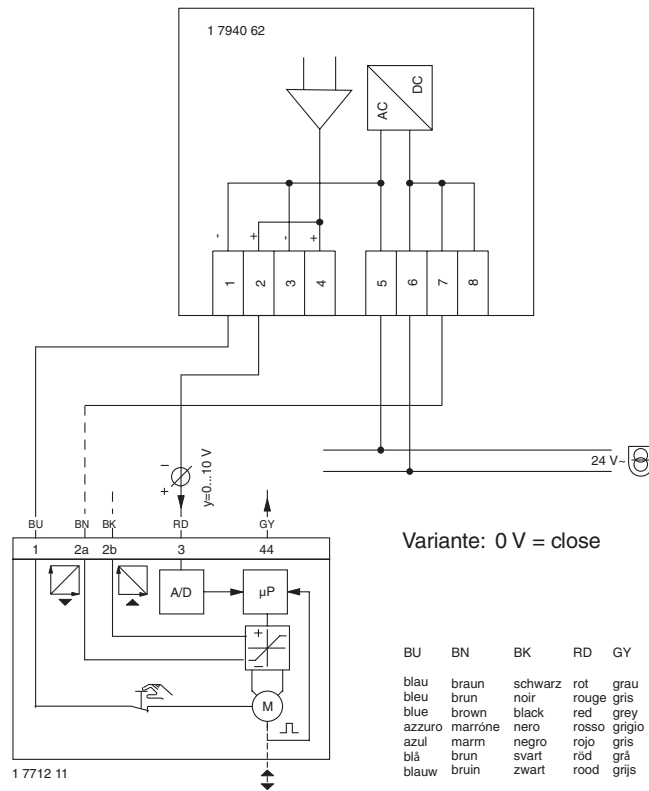 1 7940 62
AC
DC
- + - +
1 2 3 4 5 6 7 8
24 V~
y=0...10 V
– +
BU BN BK RD GY
1 2a 2b 3 44
Variante: 0 V = close
A/D
µP
+
–
M
1 7712 11
BU BN BK RD GY
blau braun schwarz rot grau
bleu brun noir rouge gris
blue brown black red grey
azzuro marróne nero rosso grigio
azul marrn negro rojo gris
blå brun svart röd grå
blauw bruin zwart rood grijs